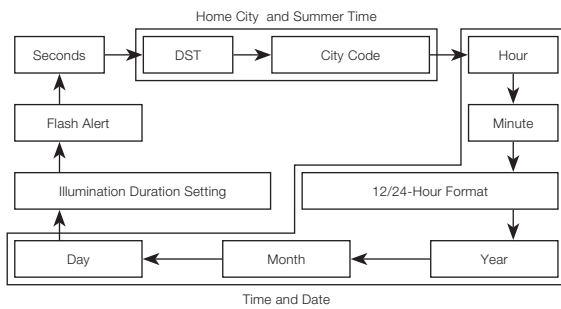 Home City and Summer Time
Seconds
DST
City Code
Hour
Flash Alert
Minute
Illumination Duration Setting
12/24-Hour Format
Day
Month
Year
Time and Date